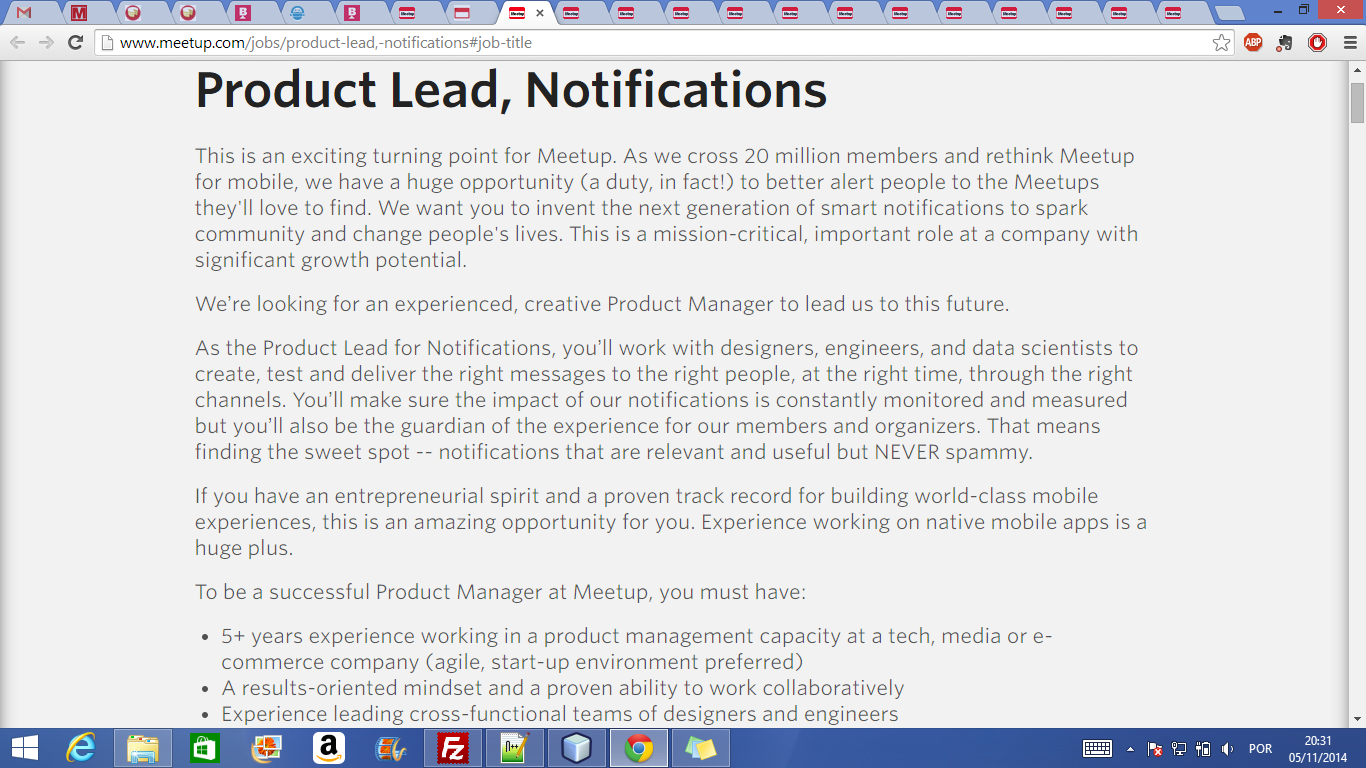 www.meetup.com/jobs/product-lead,-notifications#job-title
ABP
Product Lead, Notifications
This is an exciting turning point for Meetup. As we cross 20 million members and rethink Meetup
for mobile, we have a huge opportunity (a duty, in fact!) to better alert people to the Meetups
they'll love to find. We want you to invent the next generation of smart notifications to spark
community and change people's lives. This is a mission-critical, important role at a company with
significant growth potential.
We’re looking for an experienced, creative Product Manager to lead us to this future.
As the Product Lead for Notifications, you’ll work with designers, engineers, and data scientists to
create, test and deliver the right messages to the right people, at the right time, through the right
channels. You’ll make sure the impact of our notifications is constantly monitored and measured
but you’ll also be the guardian of the experience for our members and organizers. That means
finding the sweet spot -- notifications that are relevant and useful but NEVER spammy.
If you have an entrepreneurial spirit and a proven track record for building world-class mobile
experiences, this is an amazing opportunity for you. Experience working on native mobile apps is a
huge plus.
To be a successful Product Manager at Meetup, you must have:
• 5+ years experience working in a product management capacity at a tech, media or e-
commerce company (agile, start-up environment preferred)
• A results-oriented mindset and a proven ability to work collaboratively
• Experience leading cross-functional teams of designers and engineers
POR
20:31
05/11/2014